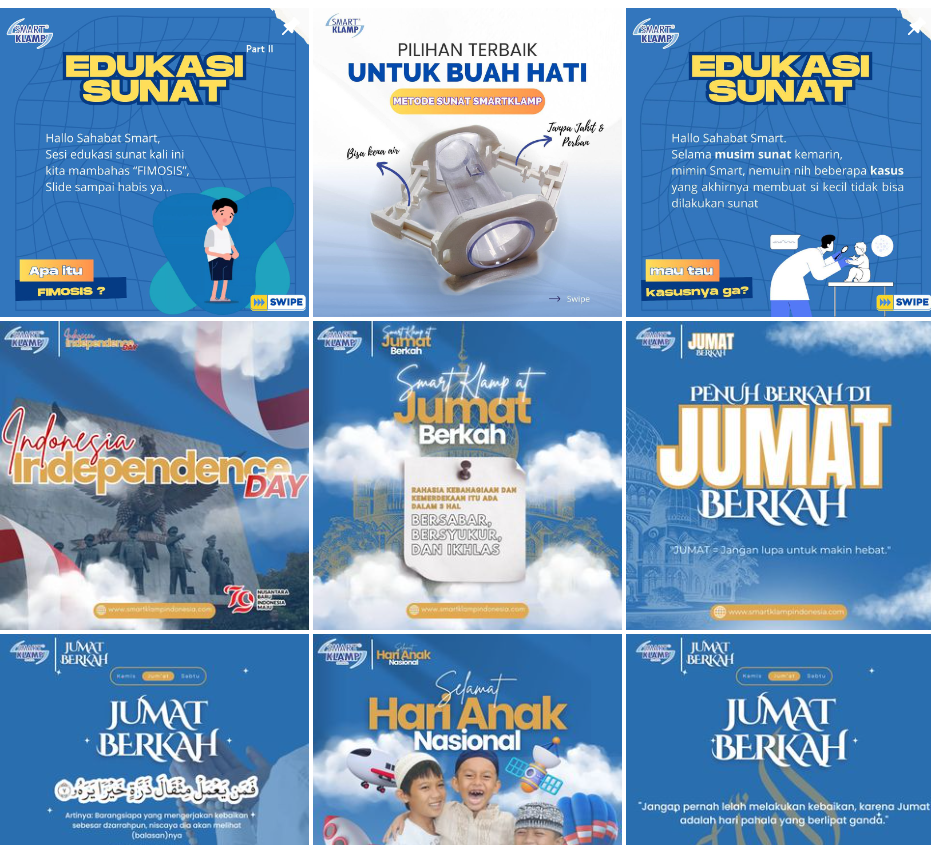 SMART
KLAMP
Part II
EDUKASI
SUNAT
Hallo Sahabat Smart,
Sesi edukasi sunat kali ini
kita mambahas “FIMOSIS”,
Slide sampai habis ya...
Apa itu
FIMOSIS ?
SWIPE
SMART
KLAMP
PILIHAN TERBAIK
UNTUK BUAH HATI
METODE SUNAT SMARTKLAMP
Bisa kena air
Tanpa Jahit &
Perban
Swipe
SMART
KLAMP
EDUKASI
SUNAT
Hallo Sahabat Smart.
Selama musim sunat kemarin,
mimin Smart, nemuin nih beberapa kasus
yang akhirnya membuat si kecil tidak bisa
dilakukan sunat
mau tau
kasusnya ga?
SWIPE
SMART
KLAMP
Indonesia
Independence
DAY
Indonesia
Independence
DAY
79
NUSANTARA
BARU
INDONESIA
MAJU
www.smartklampindonesia.com
SMART
KLAMP
Smart Klamp at
Jumat
Berkah
Smart Klamp at
Jumat
Berkah
RAHASIA KEBAHAGIAAN DAN
KEMERDEKAAN ITU ADA
DALAM 3 HAL
BERSABAR,
BERSYUKUR,
DAN IKHLAS
www.smartklampindonesia.com
SMART
KLAMP
JUMAT
BERKAH
PENUH BERKAH DI
JUMAT
BERKAH
"JUMAT = Jangan lupa untuk makin hebat."
www.smartklampindonesia.com
SMART
KLAMP
JUMAT
BERKAH
Kamis Jum'at Sabtu
JUMAT
BERKAH
فَمَن يَعْمَلْ مِثْقَالَ ذَرَّةٍ خَيْرًا يَرَهُ
Artinya: Barangsiapa yang mengerjakan kebaikan
sebesar dzarrahpun, niscaya dia akan melihat
(balasan)nya
SMART
KLAMP
Selamat
Hari Anak
Nasional
Selamat
Hari Anak
Nasional
SMART
KLAMP
JUMAT
BERKAH
Kamis Jum'at Sabtu
JUMAT
BERKAH
"Jangan pernah lelah melakukan kebaikan, karena Jumat
adalah hari pahala yang berlipat ganda."